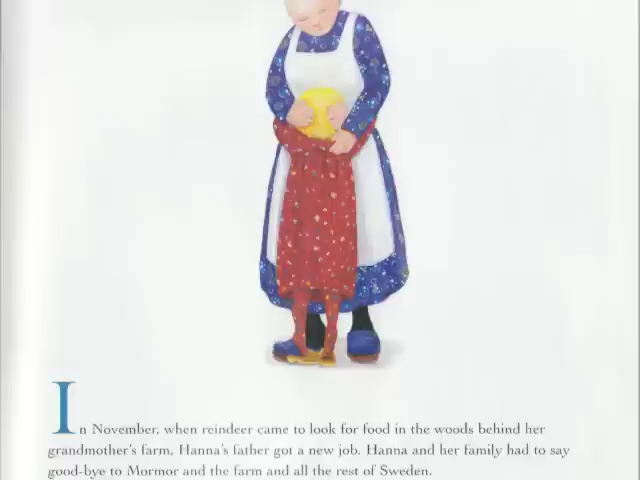 In November, when reindeer came to look for food in the woods behind her
grandmother's farm, Hanna's father got a new job. Hanna and her family had to say
good-bye to Mormor and the farm and all the rest of Sweden.